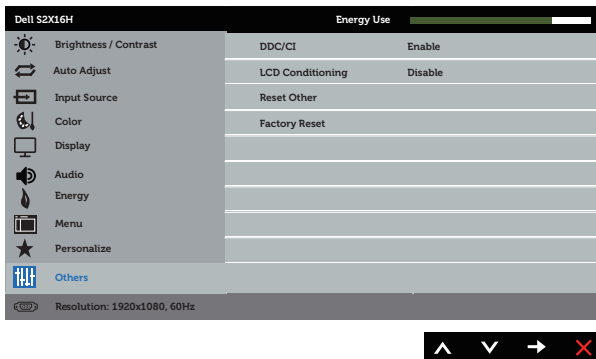 Dell S2X16H Energy Use
Brightness / Contrast DDC/CI Enable
Auto Adjust LCD Conditioning Disable
Input Source Reset Other
Color Factory Reset
Display
Audio
Energy
Menu
Personalize
Others
Resolution: 1920x1080, 60Hz